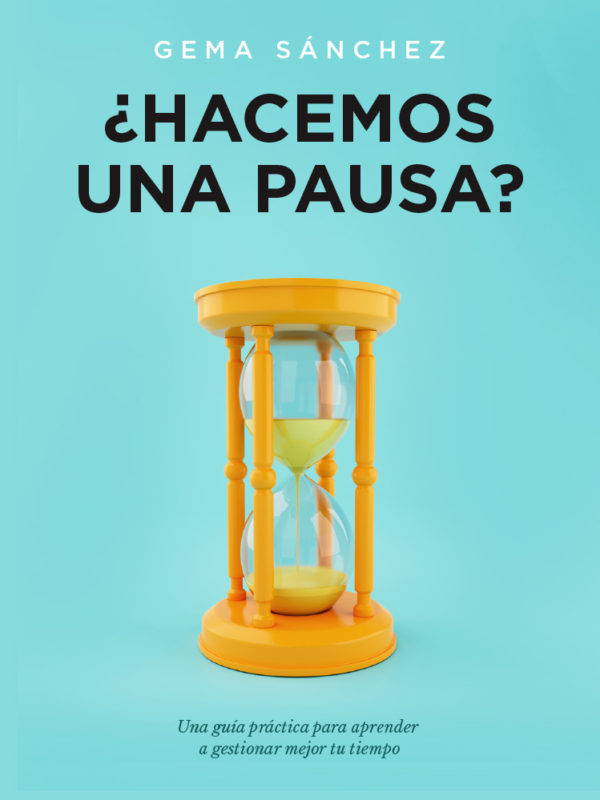 GEMA SÁNCHEZ
¿HACEMOS
UNA PAUSA?
Una guía práctica para aprender
a gestionar mejor tu tiempo